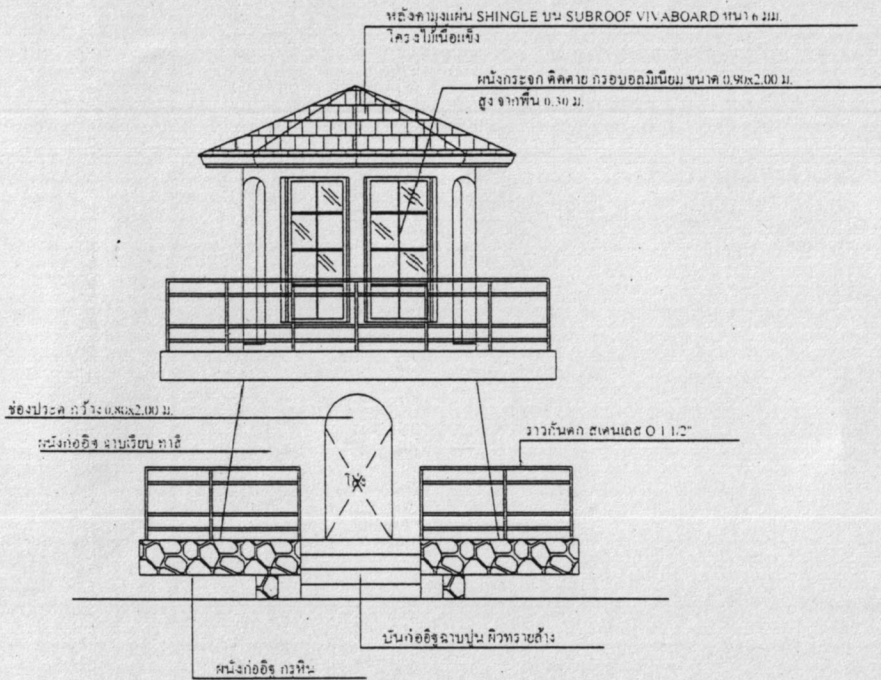 หลังคามุงแผ่น SHINGLE บน SUBROOF VIVABOARD หนา 6 มม.
โครงไม้เนื้อแข็ง
ผนังกระจก ติดตาย กรอบอลมิเนียม ขนาด 0.90x2.00 ม.
สูง จากพื้น 0.30 ม.
ช่องประตู กว้าง 0.80x2.00 ม.
ผนังก่ออิฐ ฉาบเรียบ ทาสี
ราวกันตก สแตนเลส O 1 1/2"
โล่ง
บันก่ออิฐฉาบปูน ผิวทรายล้าง
ผนังก่ออิฐ กรุหิน